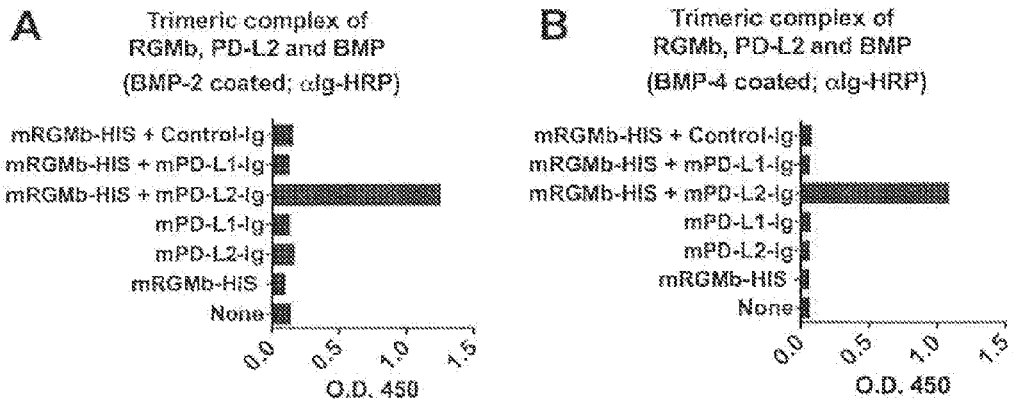 A
Trimeric complex of
RGMb, PD-L2 and BMP
(BMP-2 coated; αIg-HRP)
mRGMb-HIS + Control-Ig
mRGMb-HIS + mPD-L1-Ig
mRGMb-HIS + mPD-L2-Ig
mPD-L1-Ig
mPD-L2-Ig
mRGMb-HIS
None
0.0 0.5 1.0 1.5
O.D. 450
B
Trimeric complex of
RGMb, PD-L2 and BMP
(BMP-4 coated; αIg-HRP)
mRGMb-HIS + Control-Ig
mRGMb-HIS + mPD-L1-Ig
mRGMb-HIS + mPD-L2-Ig
mPD-L1-Ig
mPD-L2-Ig
mRGMb-HIS
None
0.0 0.5 1.0 1.5
O.D. 450